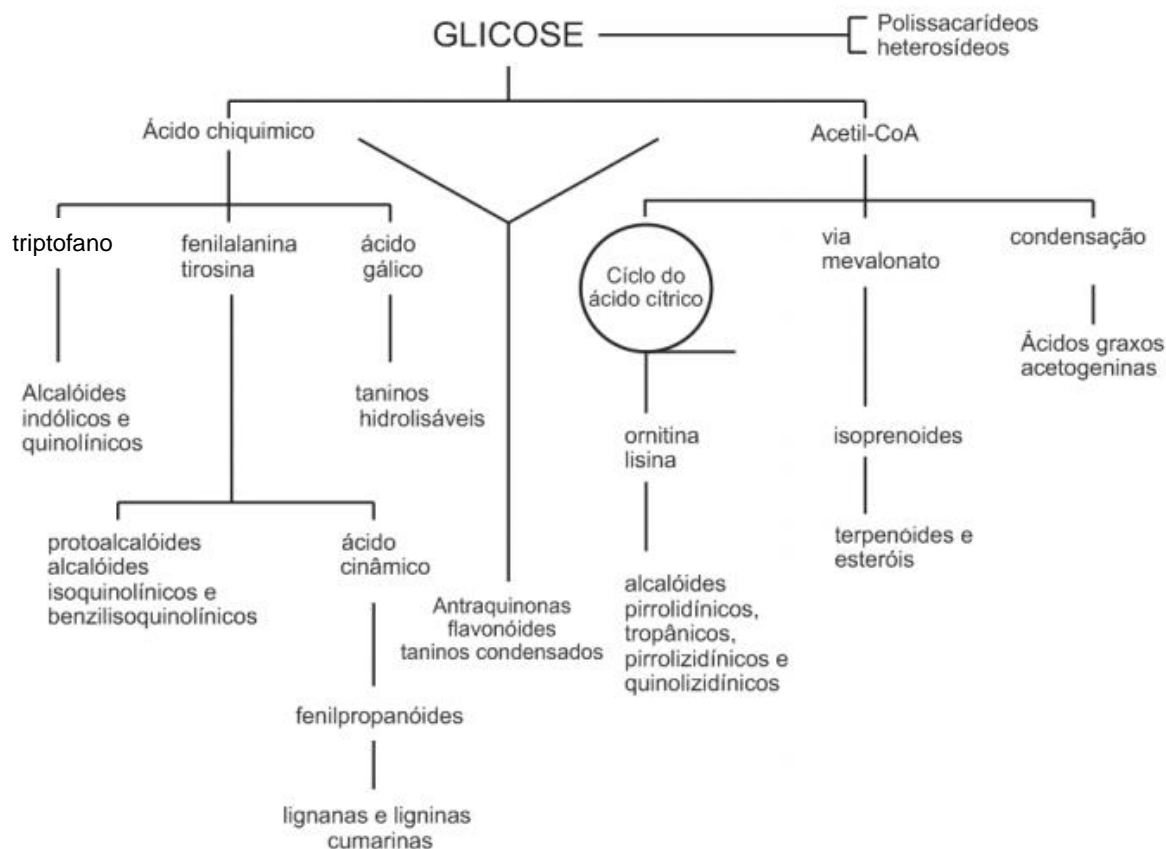 GLICOSE
Polissacarídeos
heterosídeos
Ácido chiquimico
Acetil-CoA
triptofano
fenilalanina
tirosina
ácido
gálico
Cíclo do
ácido cítrico
via
mevalonato
condensação
Alcalóides
indólicos e
quinolínicos
taninos
hidrolisáveis
ornitina
lisina
isoprenoides
Ácidos graxos
acetogeninas
protoalcalóides
alcalóides
isoquinolínicos e
benzilisoquinolínicos
ácido
cinâmico
Antraquinonas
flavonóides
taninos condensados
alcalóides
pirrolidínicos,
tropânicos,
pirrolizidínicos e
quinolizidínicos
terpenóides e
esteróis
fenilpropanóides
lignanas e ligninas
cumarinas